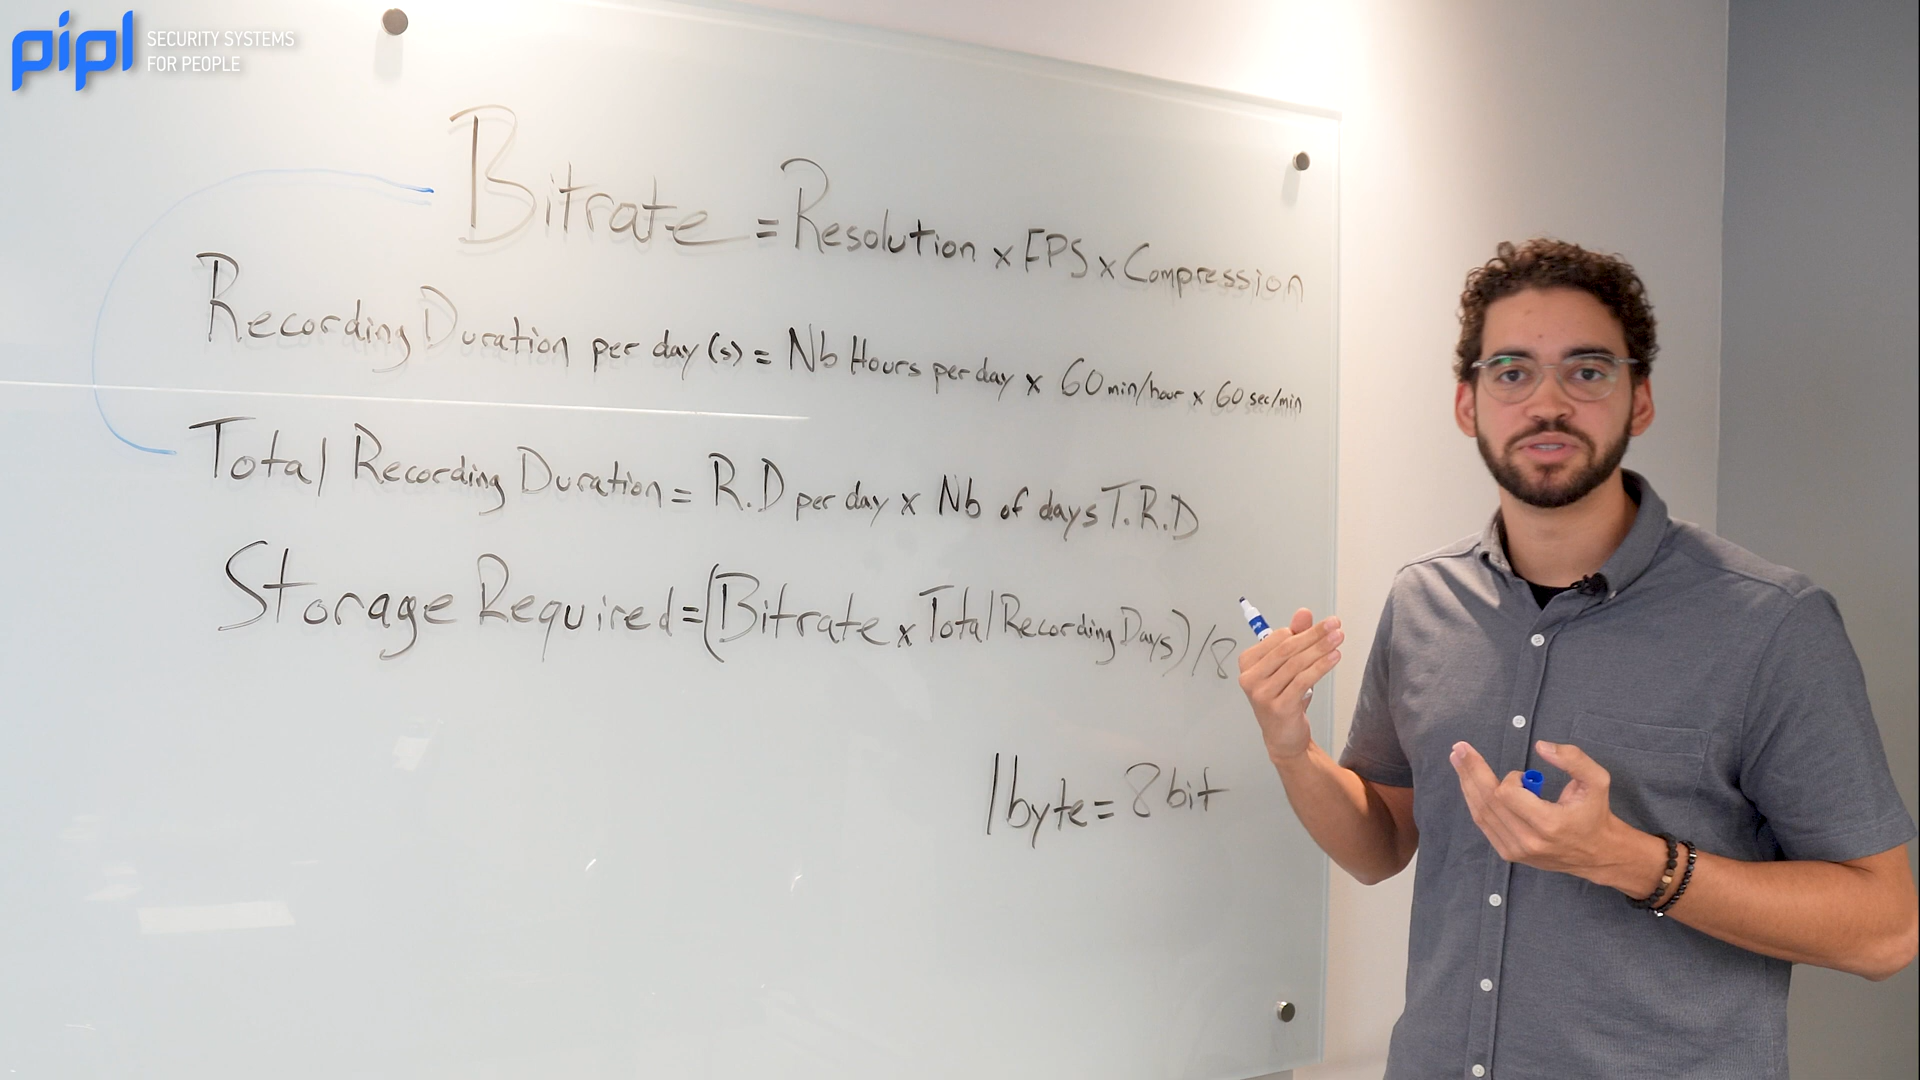 pipl SECURITY SYSTEMS
FOR PEOPLE
Bitrate = Resolution x FPS x Compression
Recording Duration per day (s) = Nb Hours per day x 60 min/hour x 60 sec/min
Total Recording Duration = R.D per day x Nb of days T.R.D
Storage Required = (Bitrate x Total Recording Days) / 8
1 byte = 8 bit